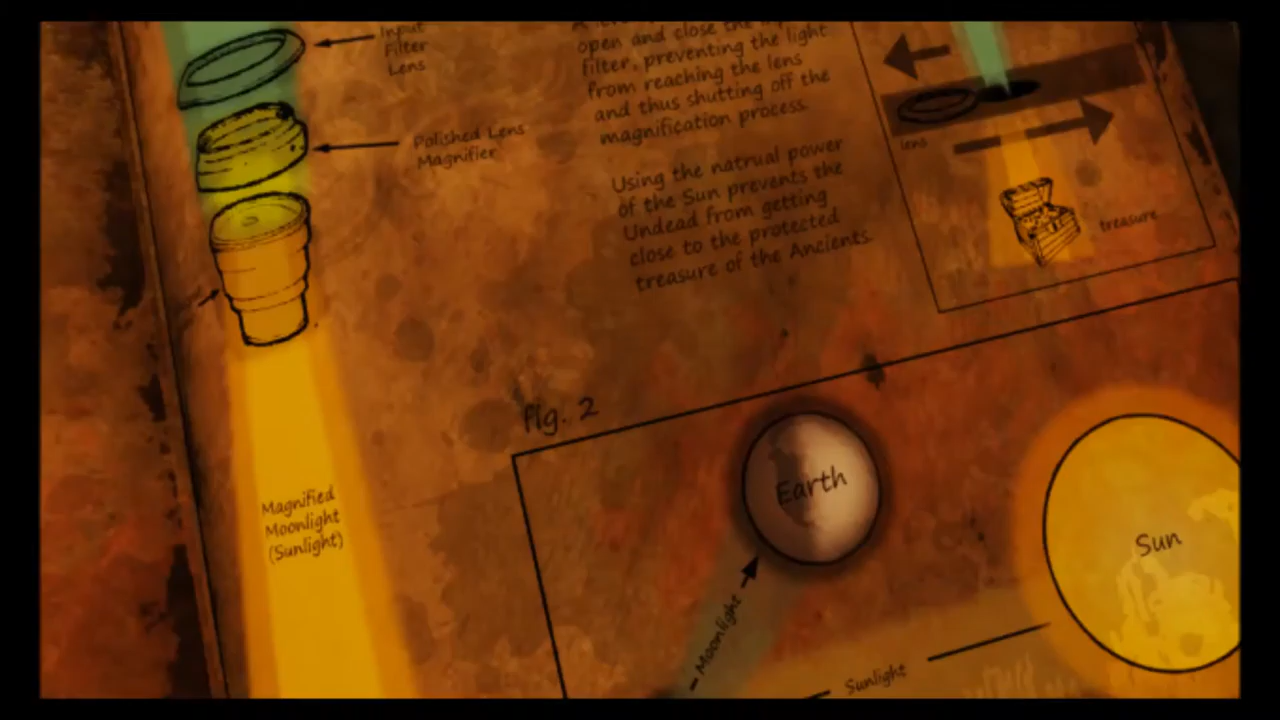 Input
Filter
Lens
Polished Lens
Magnifier
open and close the
filter, preventing the light
from reaching the lens
and thus shutting off the
magnification process.
Using the natrual power
of the Sun prevents the
Undead from getting
close to the protected
treasure of the Ancients.
lens
treasure
fig. 2
Earth
Sun
Magnified
Moonlight
(Sunlight)
Moonlight
Sunlight